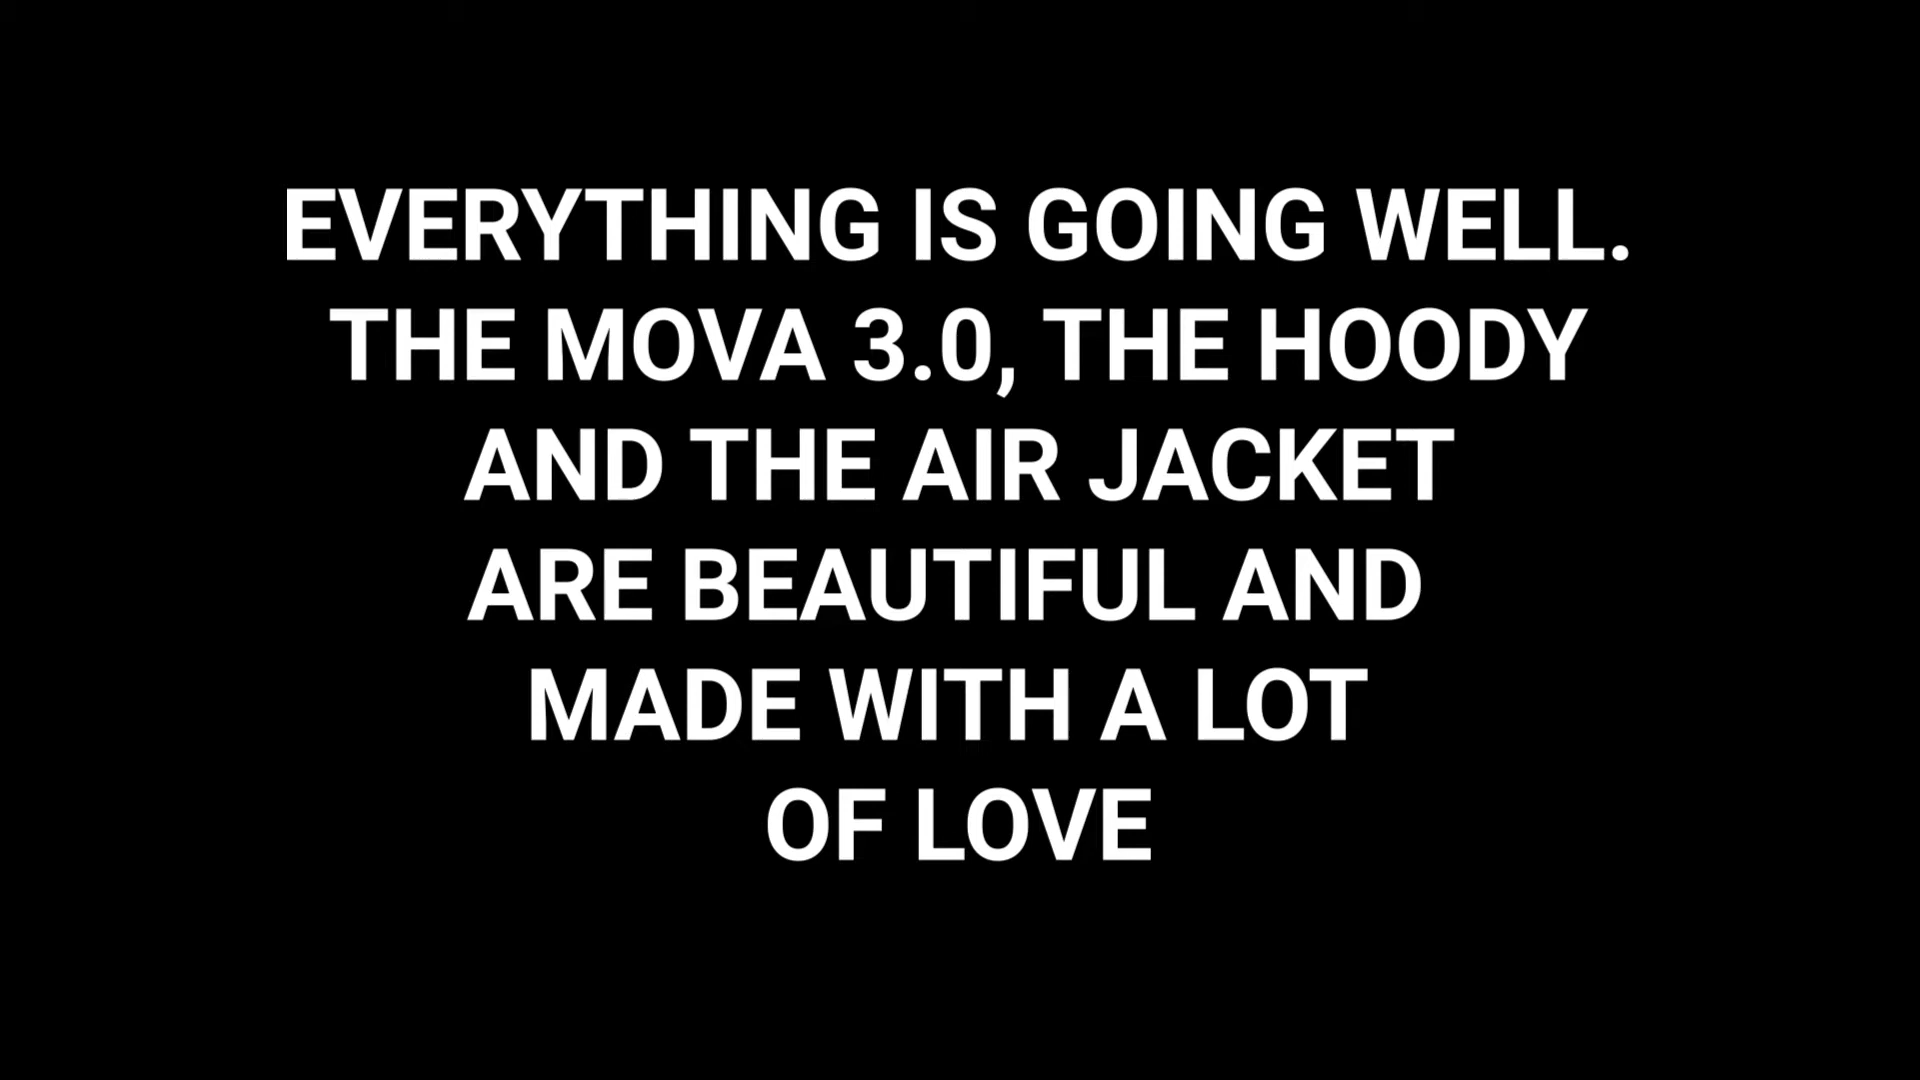 EVERYTHING IS GOING WELL.
THE MOVA 3.0, THE HOODY
AND THE AIR JACKET
ARE BEAUTIFUL AND
MADE WITH A LOT
OF LOVE